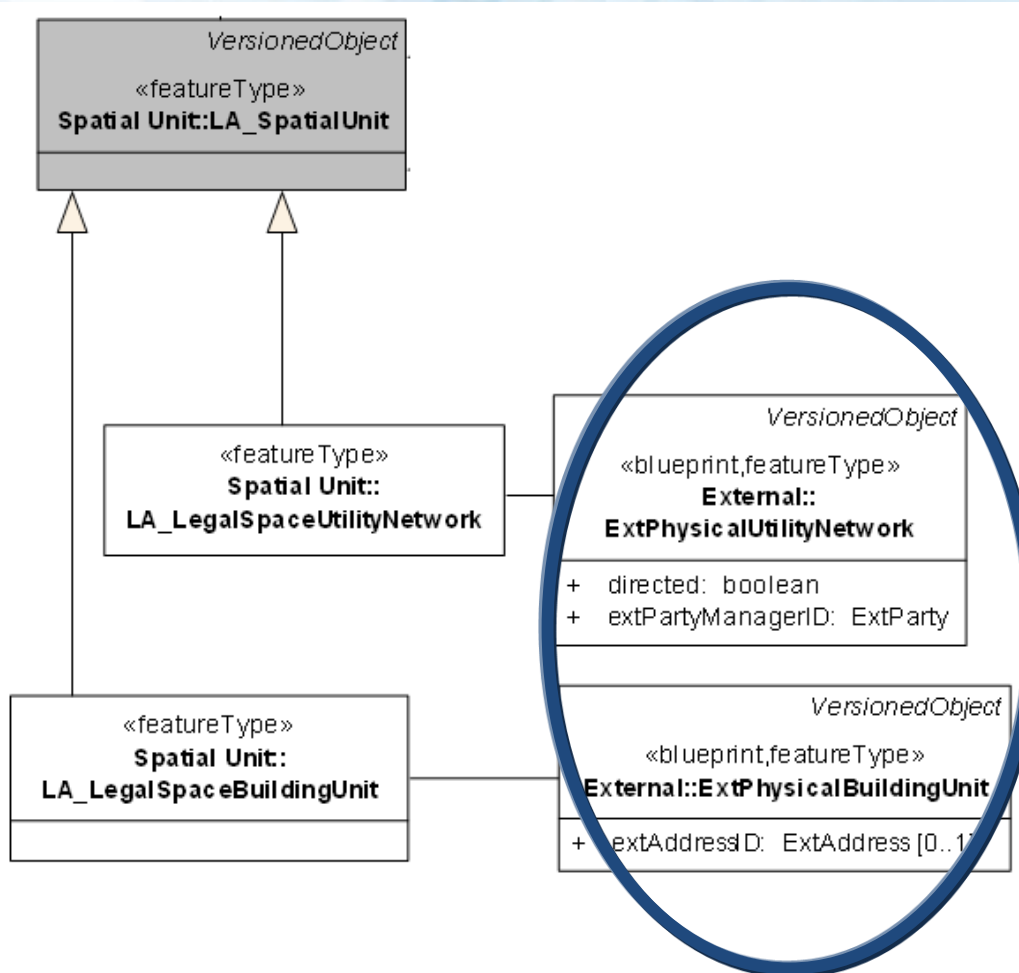 VersionedObject
«featureType»
Spatial Unit::LA_SpatialUnit
«featureType»
Spatial Unit::
LA_LegalSpaceUtilityNetwork
VersionedObject
«blueprint,featureType»
External::
ExtPhysicalUtilityNetwork
+ directed: boolean
+ extPartyManagerID: ExtParty
«featureType»
Spatial Unit::
LA_LegalSpaceBuildingUnit
VersionedObject
«blueprint,featureType»
External::ExtPhysicalBuildingUnit
+ extAddressID: ExtAddress [0..1]